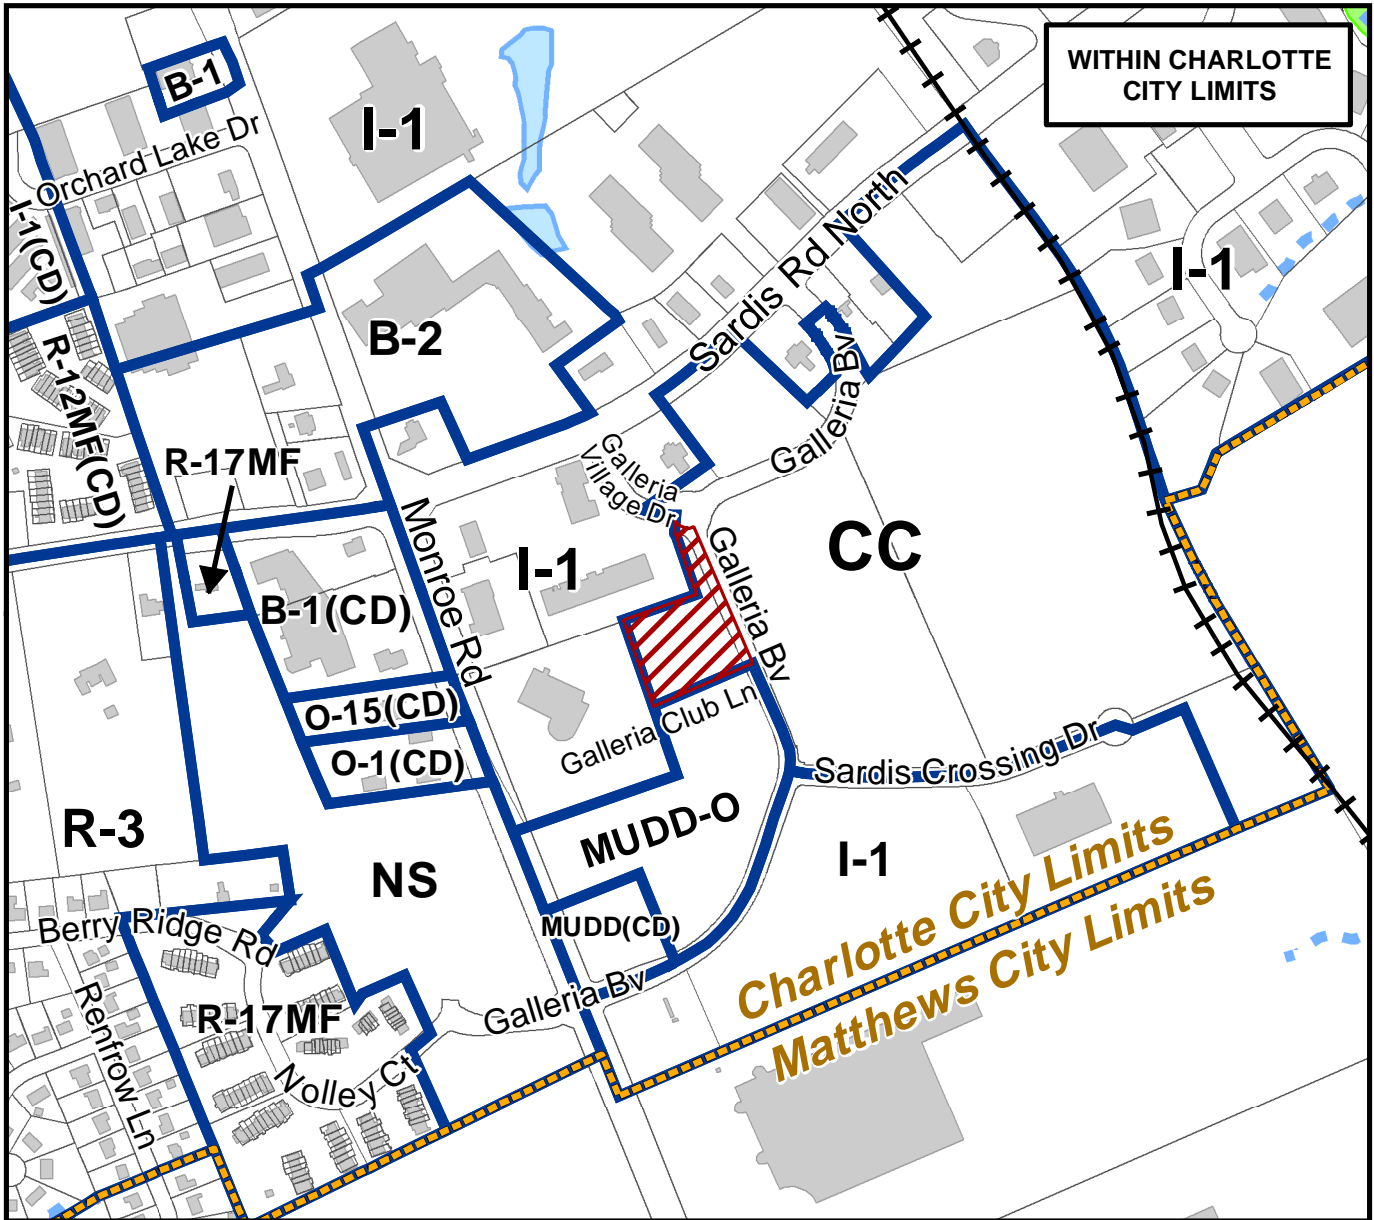 WITHIN CHARLOTTE
CITY LIMITS
B-1
I-1
Orchard Lake Dr
I-1(CD)
Sardis Rd North
I-1
B-2
R-12MF(CD)
Galleria Bv
R-17MF
Galleria
Village Dr
Monroe Rd
CC
I-1
Galleria Bv
B-1(CD)
O-15(CD)
Galleria Club Ln
O-1(CD)
Sardis Crossing Dr
R-3
MUDD-O
I-1
NS
Charlotte City Limits
Matthews City Limits
MUDD(CD)
Berry Ridge Rd
Galleria Bv
R-17MF
Renfrow Ln
Nolley Ct